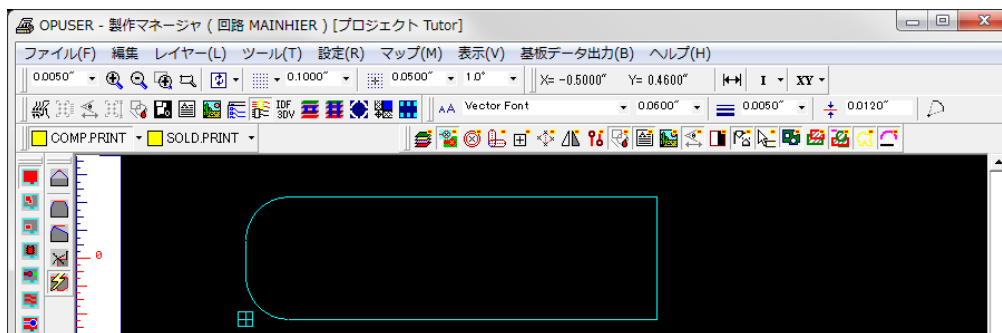 OPUSER - 製作マネージャ ( 回路 MAINHIER ) [プロジェクト Tutor]
ファイル(F) 編集 レイヤー(L) ツール(T) 設定(R) マップ(M) 表示(V) 基板データ出力(B) ヘルプ(H)
0.0050" 0.1000" 0.0500" 1.0° X= -0.5000" Y= 0.4600" I XY
IDF 3DV AA Vector Font 0.0600" 0.0050" 0.0120"
COMP.PRINT SOLD.PRINT
0